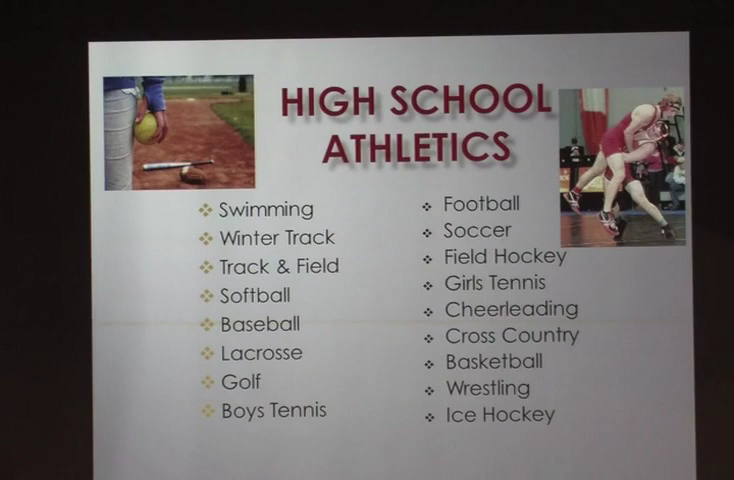 HIGH SCHOOL
ATHLETICS
Swimming
Winter Track
Track & Field
Softball
Baseball
Lacrosse
Golf
Boys Tennis
Football
Soccer
Field Hockey
Girls Tennis
Cheerleading
Cross Country
Basketball
Wrestling
Ice Hockey